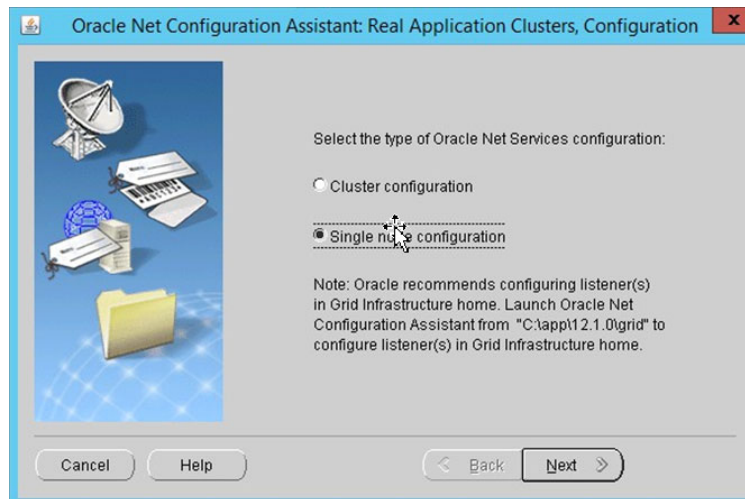 Oracle Net Configuration Assistant: Real Application Clusters, Configuration
Select the type of Oracle Net Services configuration:
Cluster configuration
Single configuration
Note: Oracle recommends configuring listener(s)
in Grid Infrastructure home. Launch Oracle Net
Configuration Assistant from "C:\app\12.1.0\grid" to
configure listener(s) in Grid Infrastructure home.
Cancel
Help
Back
Next